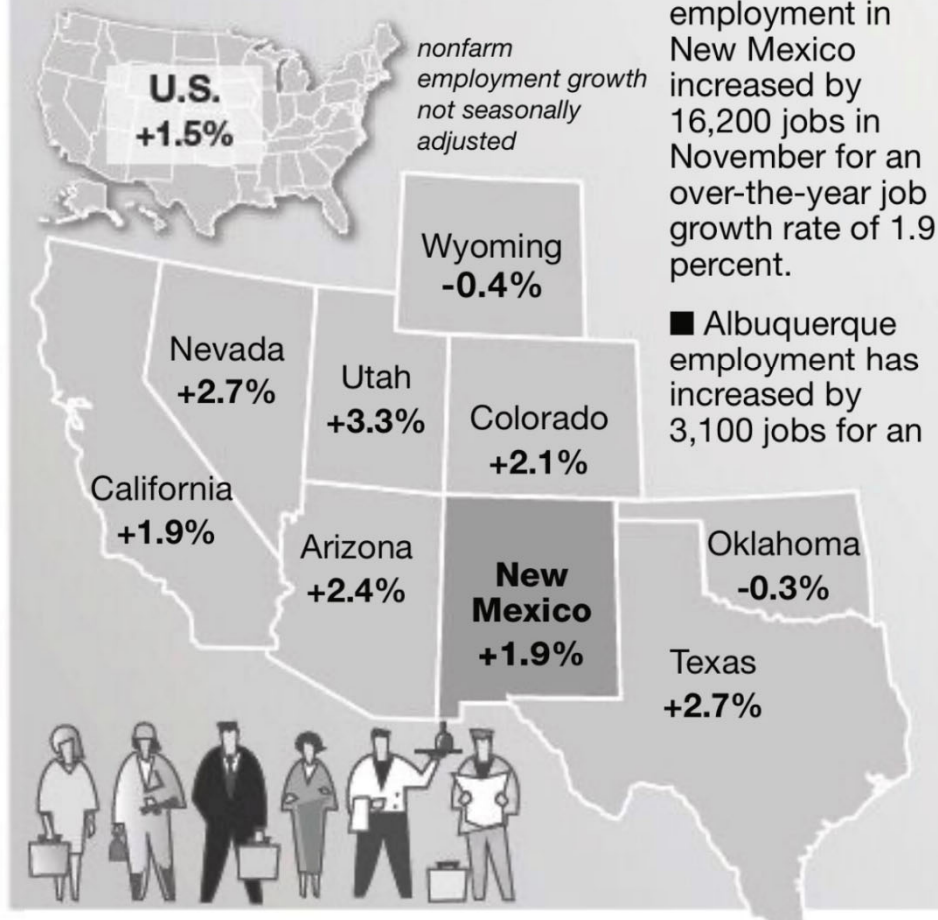 U.S.
+1.5%
nonfarm
employment growth
not seasonally
adjusted
employment in
New Mexico
increased by
16,200 jobs in
November for an
over-the-year job
growth rate of 1.9
percent.
■ Albuquerque
employment has
increased by
3,100 jobs for an
Wyoming
-0.4%
Nevada
+2.7%
Utah
+3.3%
Colorado
+2.1%
California
+1.9%
Arizona
+2.4%
New
Mexico
+1.9%
Oklahoma
-0.3%
Texas
+2.7%